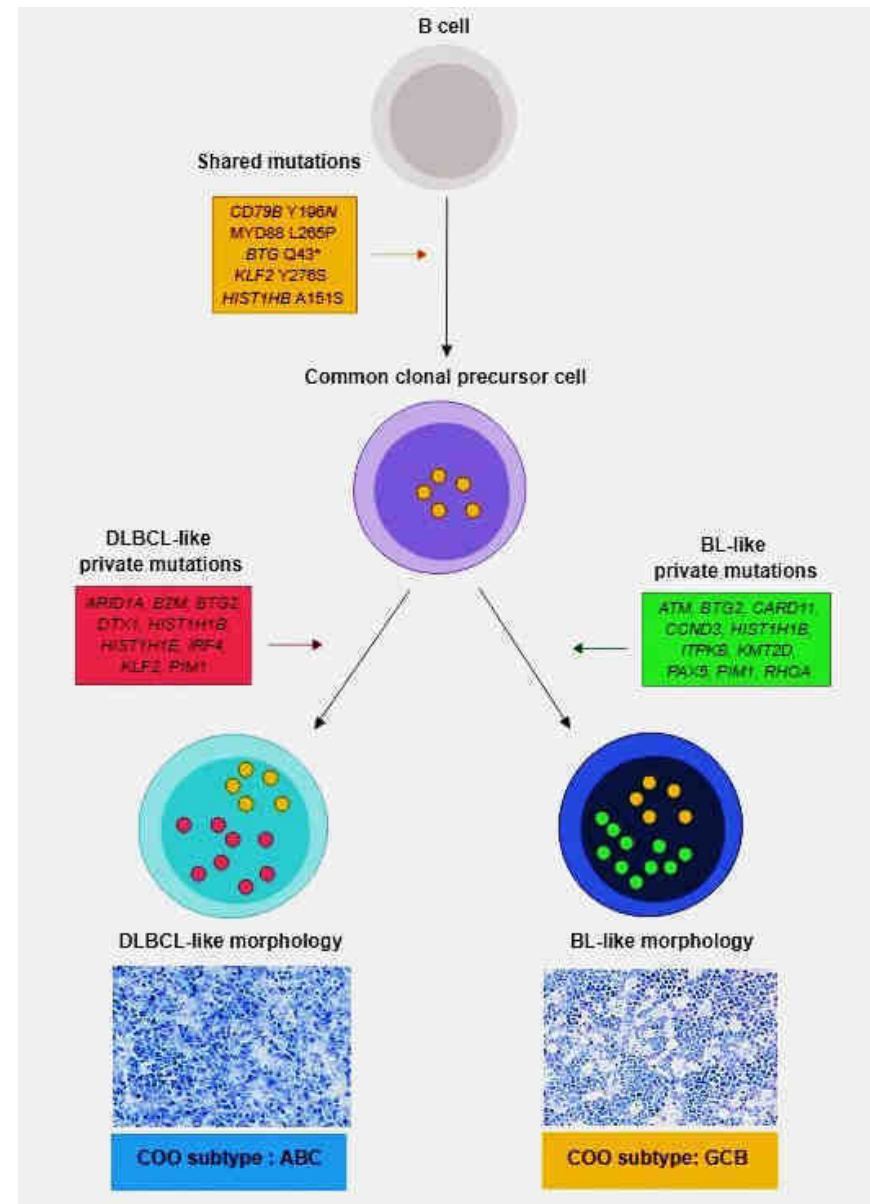 B cell
Shared mutations
CD79B Y196N
MYD88 L265P
BTG Q43*
KLF2 Y276S
HIST1HB A151S
Common clonal precursor cell
DLBCL-like
private mutations
ARID1A, B2M, BTG2,
DTX1, HIST1H1B,
HIST1H1E, IRF4,
KLF2, PIM1
BL-like
private mutations
ATM, BTG2, CARD11,
CCND3, HIST1H1B,
ITPKB, KMT2D,
PAX5, PIM1, RHOA
DLBCL-like morphology
BL-like morphology
COO subtype : ABC
COO subtype: GCB